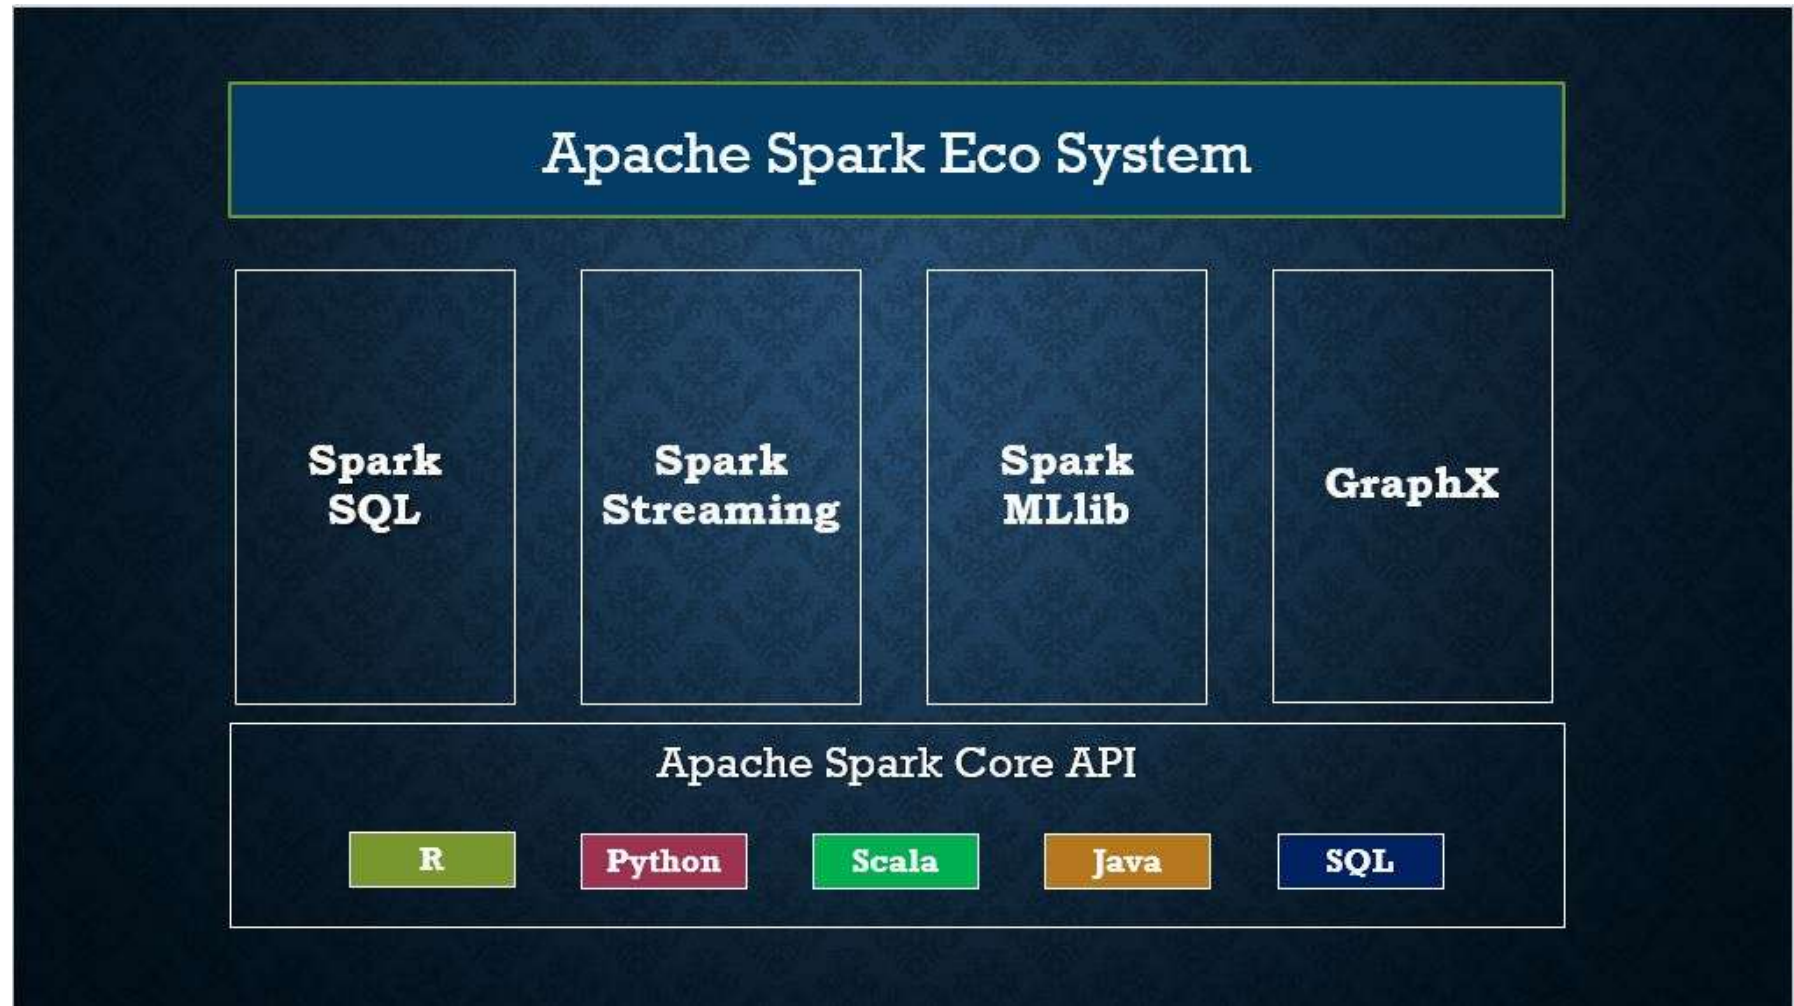 Apache Spark Eco System
Spark
SQL
Spark
Streaming
Spark
MLlib
GraphX
Apache Spark Core API
R
Python
Scala
Java
SQL